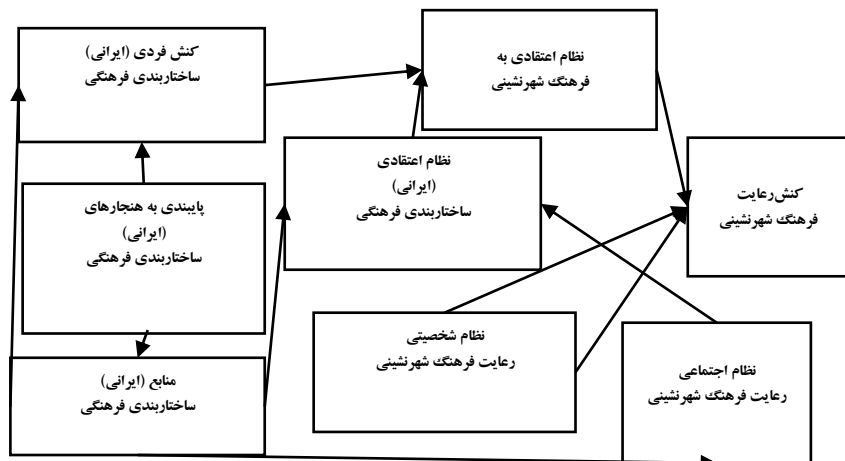 کنش فردی (ایرانی)
ساختاربندی فرهنگی
نظام اعتقادی به
فرهنگ شهرنشینی
نظام اعتقادی
(ایرانی)
ساختاربندی فرهنگی
پایبندی به هنجارهای
(ایرانی)
ساختاربندی فرهنگی
کنش رعایت
فرهنگ شهرنشینی
نظام شخصیتی
رعایت فرهنگ شهرنشینی
نظام اجتماعی
رعایت فرهنگ شهرنشینی
منابع (ایرانی)
ساختاربندی فرهنگی